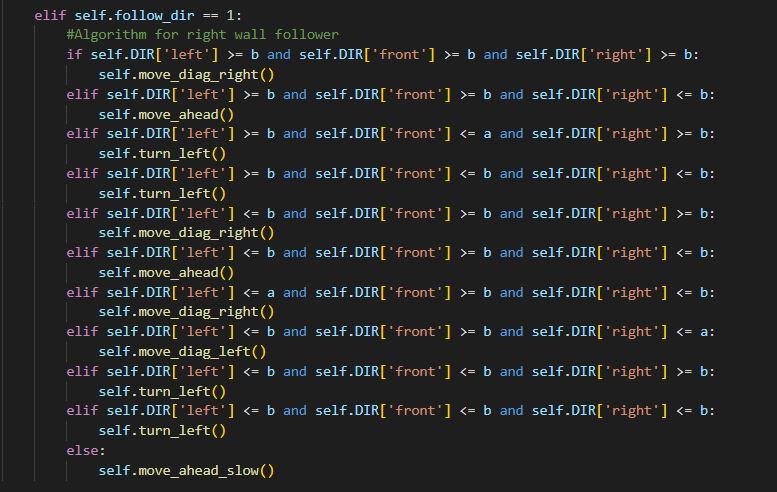 elif self.follow_dir == 1:
#Algorithm for right wall follower
if self.DIR['left'] >= b and self.DIR['front'] >= b and self.DIR['right'] >= b:
self.move_diag_right()
elif self.DIR['left'] >= b and self.DIR['front'] >= b and self.DIR['right'] <= b:
self.move_ahead()
elif self.DIR['left'] >= b and self.DIR['front'] <= a and self.DIR['right'] >= b:
self.turn_left()
elif self.DIR['left'] >= b and self.DIR['front'] <= b and self.DIR['right'] <= b:
self.turn_left()
elif self.DIR['left'] <= b and self.DIR['front'] >= b and self.DIR['right'] >= b:
self.move_diag_right()
elif self.DIR['left'] <= b and self.DIR['front'] >= b and self.DIR['right'] <= b:
self.move_ahead()
elif self.DIR['left'] <= a and self.DIR['front'] >= b and self.DIR['right'] <= b:
self.move_diag_right()
elif self.DIR['left'] <= b and self.DIR['front'] >= b and self.DIR['right'] <= a:
self.move_diag_left()
elif self.DIR['left'] <= b and self.DIR['front'] <= b and self.DIR['right'] >= b:
self.turn_left()
elif self.DIR['left'] <= b and self.DIR['front'] <= b and self.DIR['right'] <= b:
self.turn_left()
else:
self.move_ahead_slow()